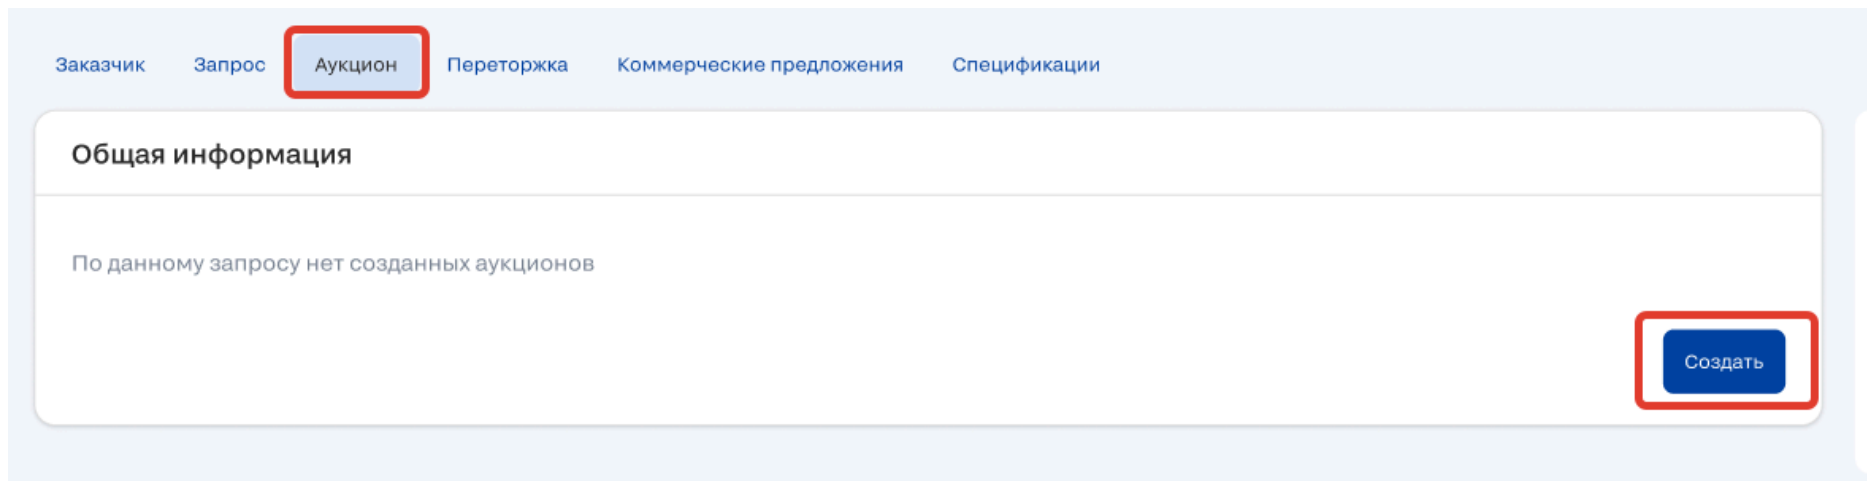 Заказчик Запрос Аукцион Переторжка Коммерческие предложения Спецификации
Общая информация
По данному запросу нет созданных аукционов
Создать